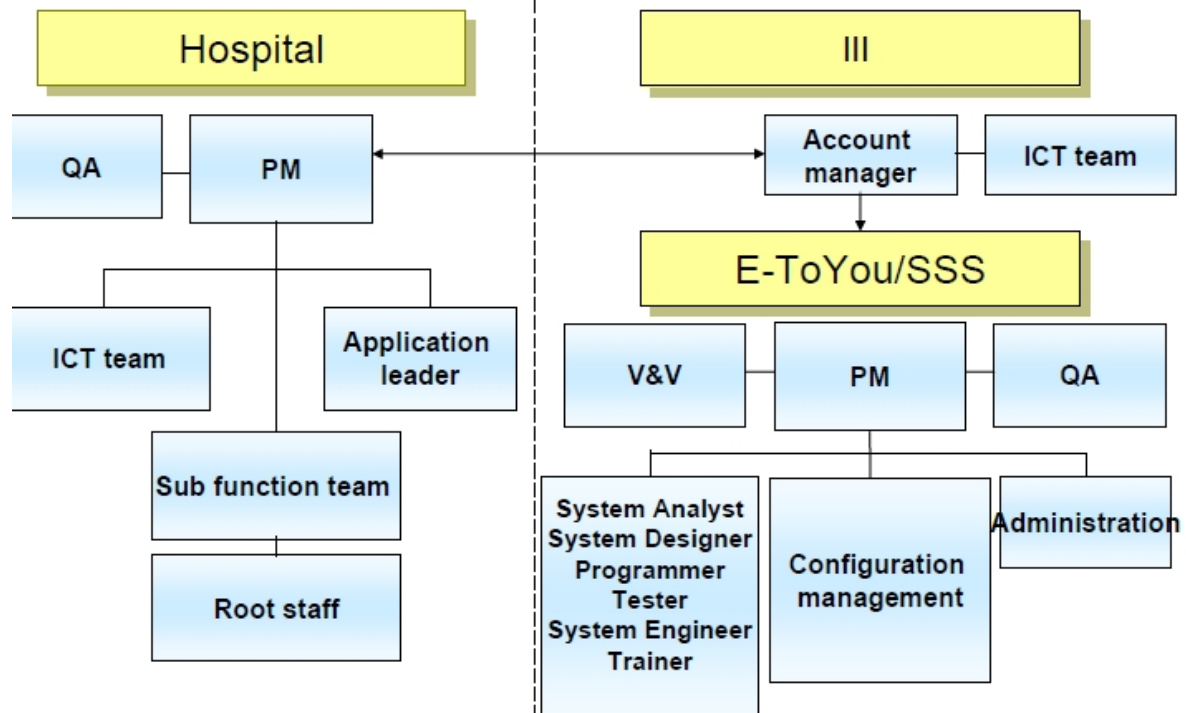 Hospital
QA
PM
ICT team
Application
leader
Sub function team
Root staff
III
Account
manager
ICT team
E-ToYou/SSS
V&V
PM
QA
System Analyst
System Designer
Programmer
Tester
System Engineer
Trainer
Configuration
management
Administration